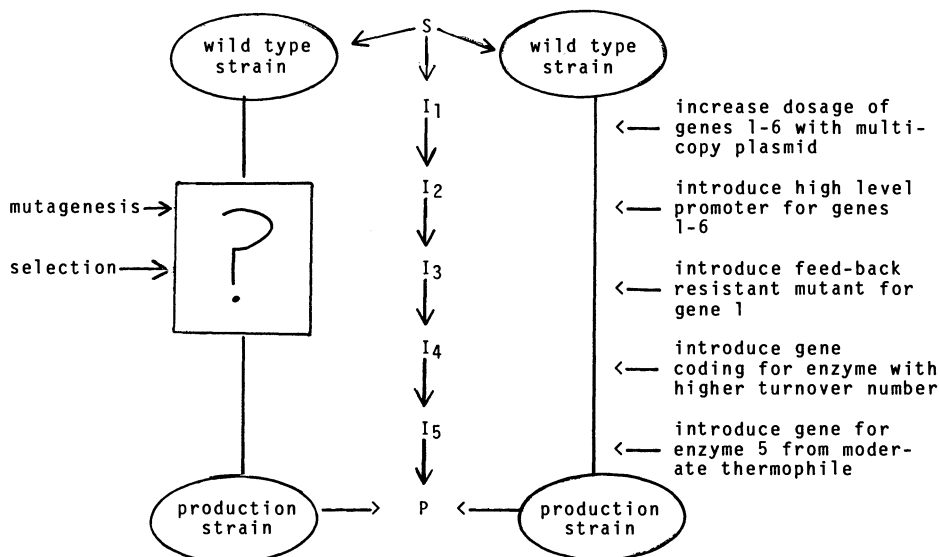 wild type
strain
mutagenesis
selection
?
production
strain
S
I1
I2
I3
I4
I5
P
wild type
strain
increase dosage of
genes 1-6 with multi-
copy plasmid
introduce high level
promoter for genes
1-6
introduce feed-back
resistant mutant for
gene 1
introduce gene
coding for enzyme with
higher turnover number
introduce gene for
enzyme 5 from moder-
ate thermophile
production
strain